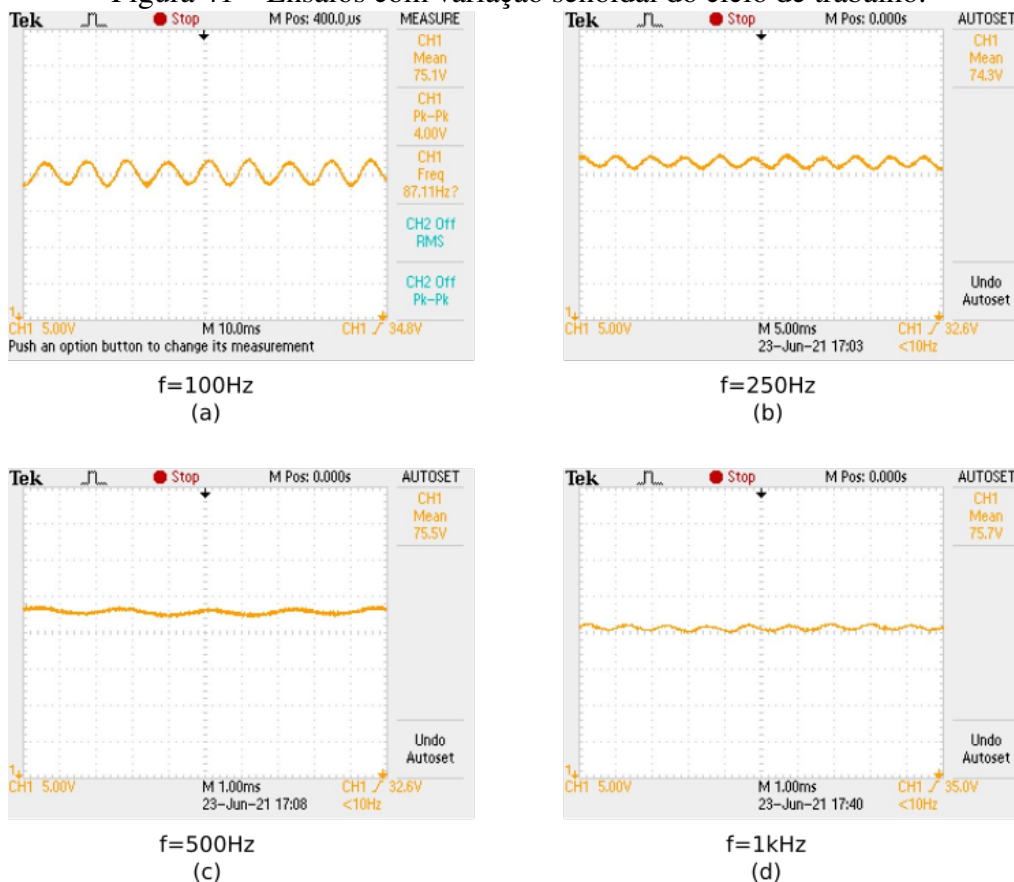 Figura 41 – Ensaios com variação senoidal do ciclo de trabalho.
Tek Stop M Pos: 400.0µs MEASURE
CH1
Mean
75.1V
CH1
Pk-Pk
4.00V
CH1
Freq
87.11Hz?
CH2 Off
RMS
CH2 Off
Pk-Pk
1
CH1 5.00V M 10.0ms CH1 34.8V
Push an option button to change its measurement
f=100Hz
(a)
Tek Stop M Pos: 0.000s AUTOSET
CH1
Mean
74.3V
Undo
Autoset
1
CH1 5.00V M 5.00ms CH1 32.6V
23-Jun-21 17:03 <10Hz
f=250Hz
(b)
Tek Stop M Pos: 0.000s AUTOSET
CH1
Mean
75.5V
Undo
Autoset
1
CH1 5.00V M 1.00ms CH1 32.6V
23-Jun-21 17:08 <10Hz
f=500Hz
(c)
Tek Stop M Pos: 0.000s AUTOSET
CH1
Mean
75.7V
Undo
Autoset
1
CH1 5.00V M 1.00ms CH1 35.0V
23-Jun-21 17:40 <10Hz
f=1kHz
(d)